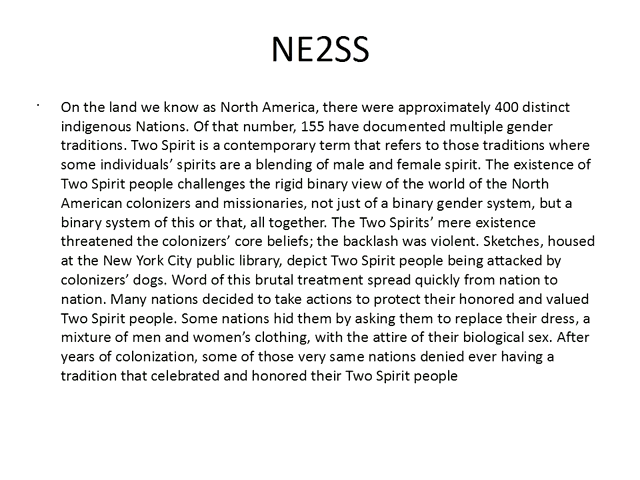 NE2SS
On the land we know as North America, there were approximately 400 distinct
indigenous Nations. Of that number, 155 have documented multiple gender
traditions. Two Spirit is a contemporary term that refers to those traditions where
some individuals’ spirits are a blending of male and female spirit. The existence of
Two Spirit people challenges the rigid binary view of the world of the North
American colonizers and missionaries, not just of a binary gender system, but a
binary system of this or that, all together. The Two Spirits’ mere existence
threatened the colonizers’ core beliefs; the backlash was violent. Sketches, housed
at the New York City public library, depict Two Spirit people being attacked by
colonizers’ dogs. Word of this brutal treatment spread quickly from nation to
nation. Many nations decided to take actions to protect their honored and valued
Two Spirit people. Some nations hid them by asking them to replace their dress, a
mixture of men and women’s clothing, with the attire of their biological sex. After
years of colonization, some of those very same nations denied ever having a
tradition that celebrated and honored their Two Spirit people